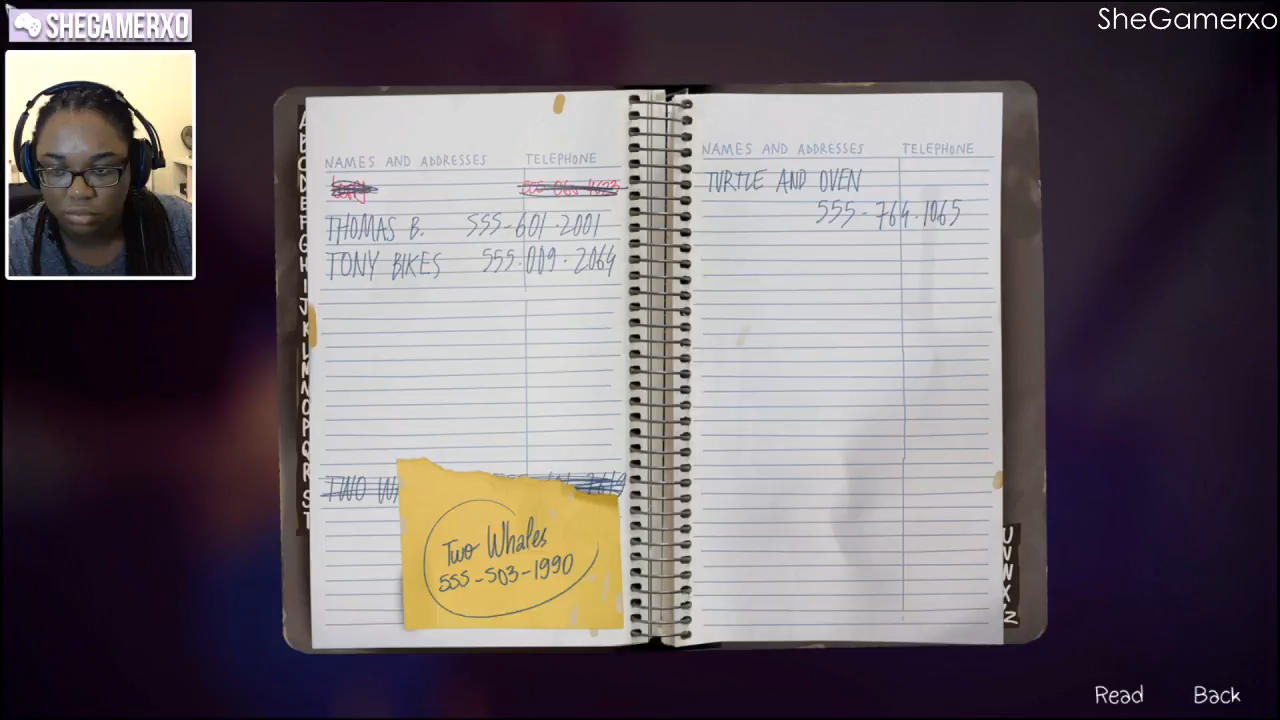 SHEGAMERXO
SheGamerxo
NAMES AND ADDRESSES TELEPHONE
THOMAS B. 555-601-2001
TONY BIKES 555-009-2064
TWO
Two Whales
555-503-1990
NAMES AND ADDRESSES TELEPHONE
TURTLE AND OVEN
555-764-1065
A
B
C
D
E
F
G
H
I
J
K
L
M
N
O
P
Q
R
S
T
U
V
W
X
Z
Read Back